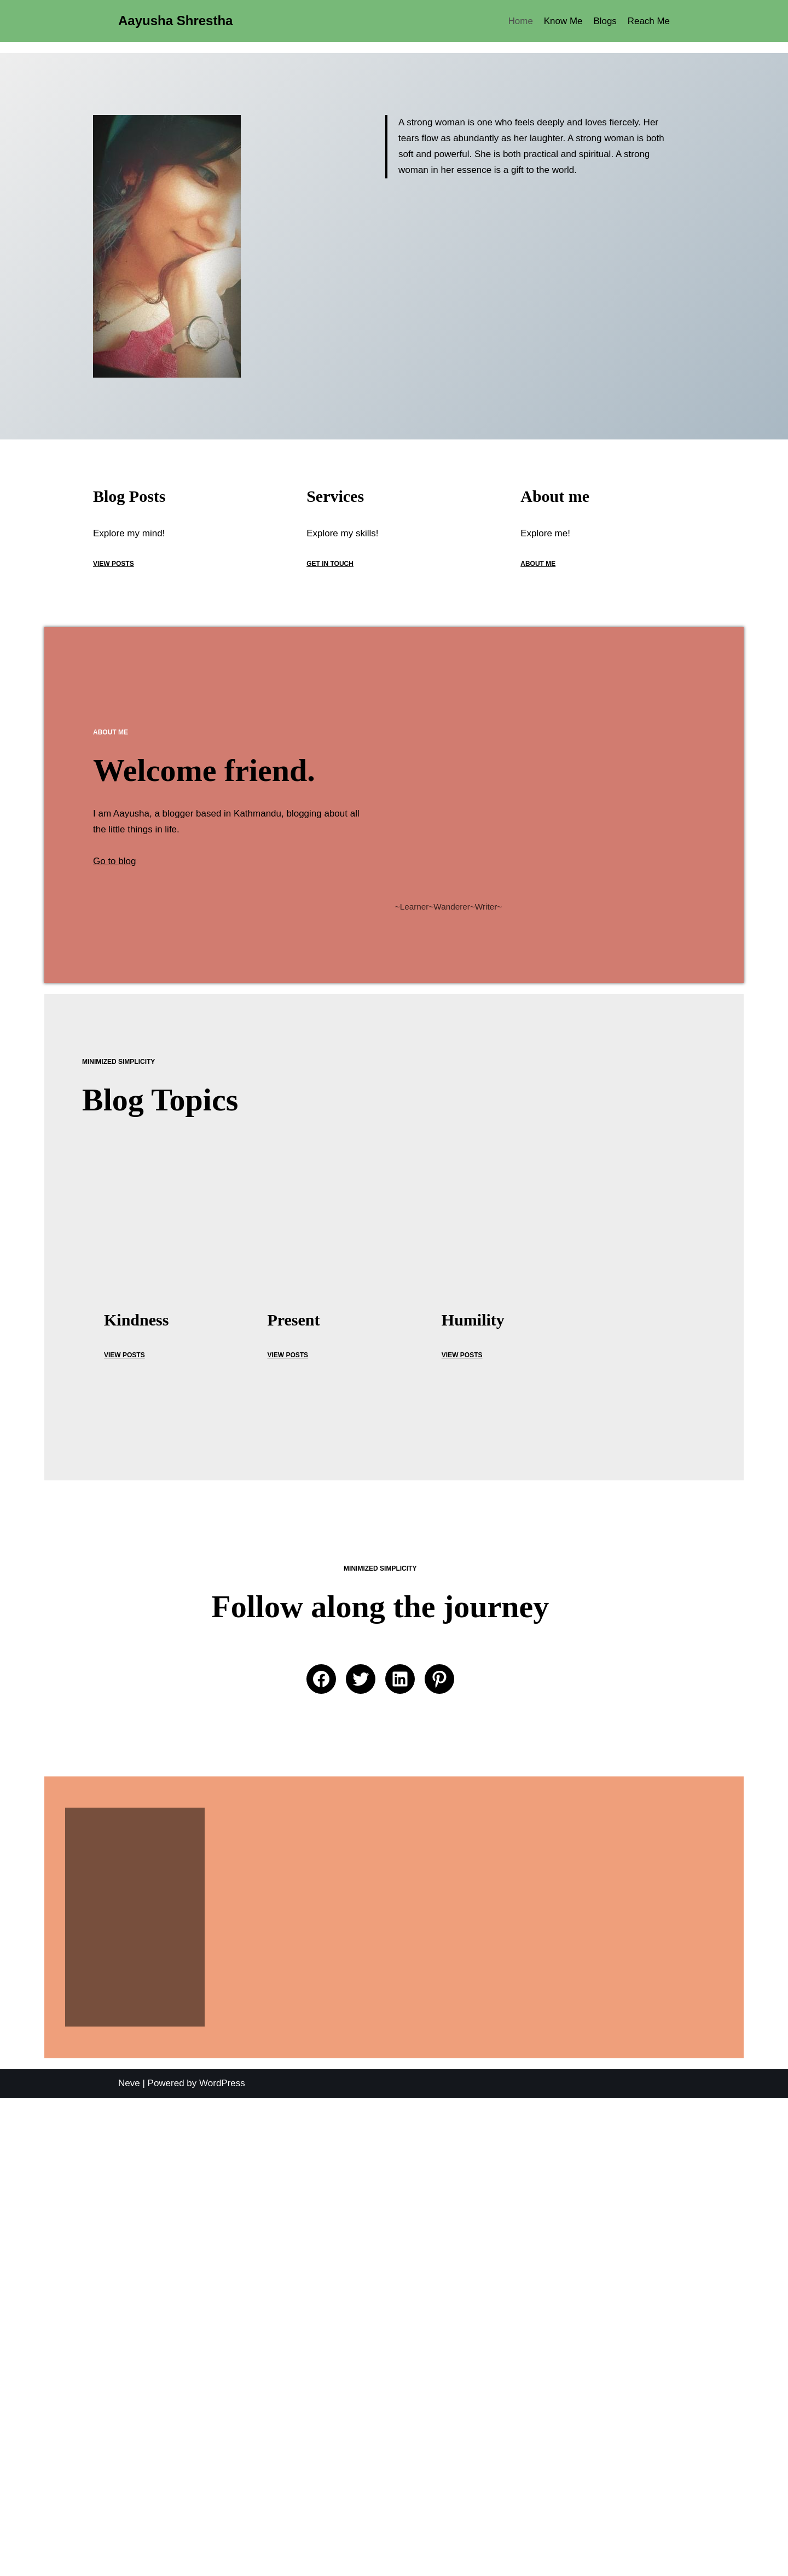 Aayusha Shrestha
Home Know Me Blogs Reach Me
A strong woman is one who feels deeply and loves fiercely. Her
tears flow as abundantly as her laughter. A strong woman is both
soft and powerful. She is both practical and spiritual. A strong
woman in her essence is a gift to the world.
Blog Posts
Explore my mind!
VIEW POSTS
Services
Explore my skills!
GET IN TOUCH
About me
Explore me!
ABOUT ME
ABOUT ME
Welcome friend.
I am Aayusha, a blogger based in Kathmandu, blogging about all
the little things in life.
Go to blog
~Learner~Wanderer~Writer~
MINIMIZED SIMPLICITY
Blog Topics
Kindness
VIEW POSTS
Present
VIEW POSTS
Humility
VIEW POSTS
MINIMIZED SIMPLICITY
Follow along the journey
Neve | Powered by WordPress